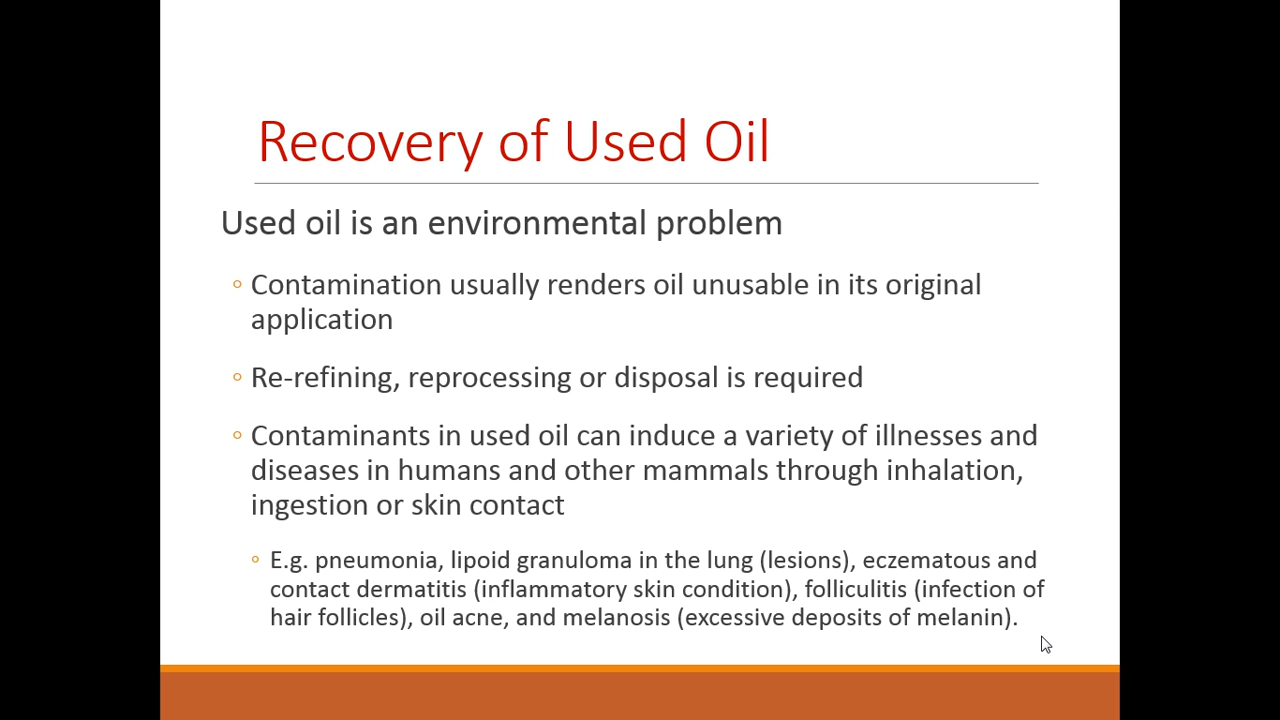 Recovery of Used Oil
Used oil is an environmental problem
◦ Contamination usually renders oil unusable in its original
application
◦ Re-refining, reprocessing or disposal is required
◦ Contaminants in used oil can induce a variety of illnesses and
diseases in humans and other mammals through inhalation,
ingestion or skin contact
◦ E.g. pneumonia, lipoid granuloma in the lung (lesions), eczematous and
contact dermatitis (inflammatory skin condition), folliculitis (infection of
hair follicles), oil acne, and melanosis (excessive deposits of melanin).